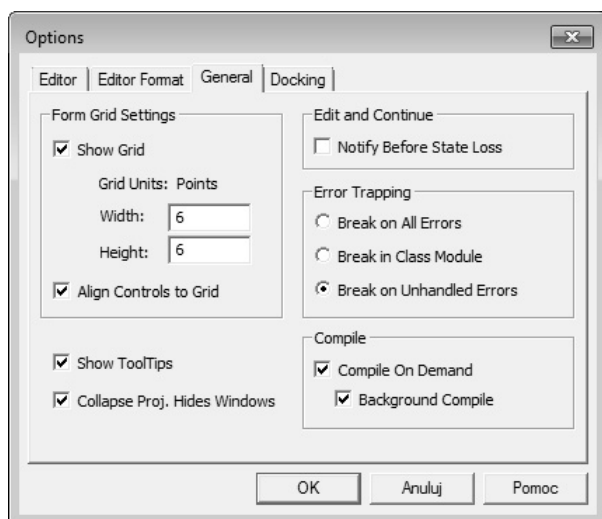 Options
Editor
Editor Format
General
Docking
Form Grid Settings
Show Grid
Grid Units: Points
Width: 6
Height: 6
Align Controls to Grid
Show ToolTips
Collapse Proj. Hides Windows
Edit and Continue
Notify Before State Loss
Error Trapping
Break on All Errors
Break in Class Module
Break on Unhandled Errors
Compile
Compile On Demand
Background Compile
OK
Anuluj
Pomoc